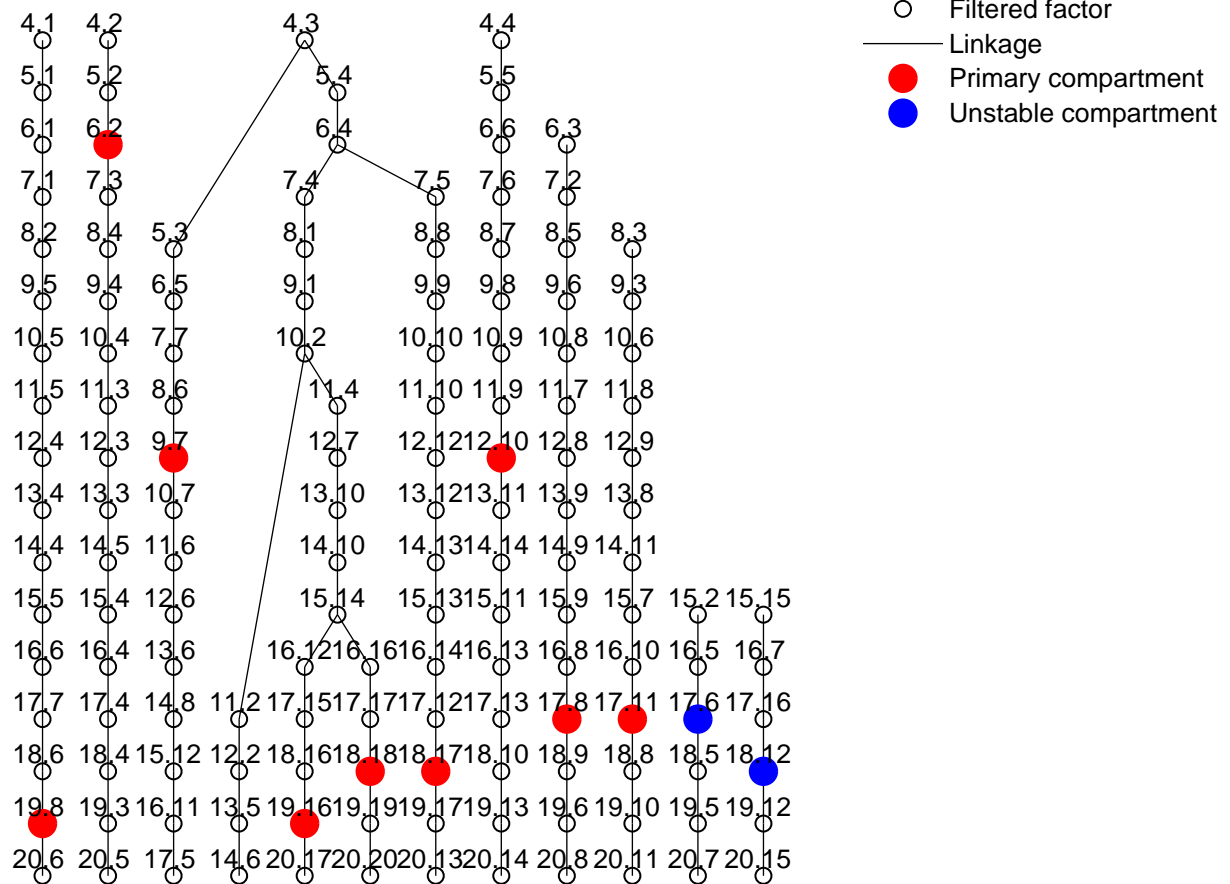 4.1 4.2 4.3 4.4 Filtered factor
Linkage
5.1 5.2 5.4 5.5 Primary compartment
Unstable compartment
6.1 6.2 6.4 6.6 6.3
7.1 7.3 7.4 7.5 7.6 7.2
8.2 8.4 5.3 8.1 8.8 8.7 8.5 8.3
9.5 9.4 6.5 9.1 9.9 9.8 9.6 9.3
10.5 10.4 7.7 10.2 10.10 10.9 10.8 10.6
11.5 11.3 8.6 11.4 11.10 11.9 11.7 11.8
12.4 12.3 9.7 12.7 12.12 12.10 12.8 12.9
13.4 13.3 10.7 13.10 13.12 13.11 13.9 13.8
14.4 14.5 11.6 14.10 14.13 14.14 14.9 14.11
15.5 15.4 12.6 15.14 15.13 15.11 15.9 15.7 15.2 15.15
16.6 16.4 13.6 16.12 16.16 16.14 16.13 16.8 16.10 16.5 16.7
17.7 17.4 14.8 11.2 17.15 17.17 17.12 17.13 17.8 17.11 17.6 17.16
18.6 18.4 15.12 12.2 18.16 18.18 18.17 18.10 18.9 18.8 18.5 18.12
19.8 19.3 16.11 13.5 19.16 19.19 19.17 19.13 19.6 19.10 19.5 19.12
20.6 20.5 17.5 14.6 20.17 20.20 20.13 20.14 20.8 20.11 20.7 20.15